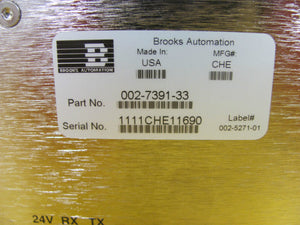 Brooks Automation
Made In: MFG#:
USA CHE
BROOKS AUTOMATION
Part No. 002-7391-33
Serial No. 1111CHE11690
Label#
002-5271-01
24V RX TX